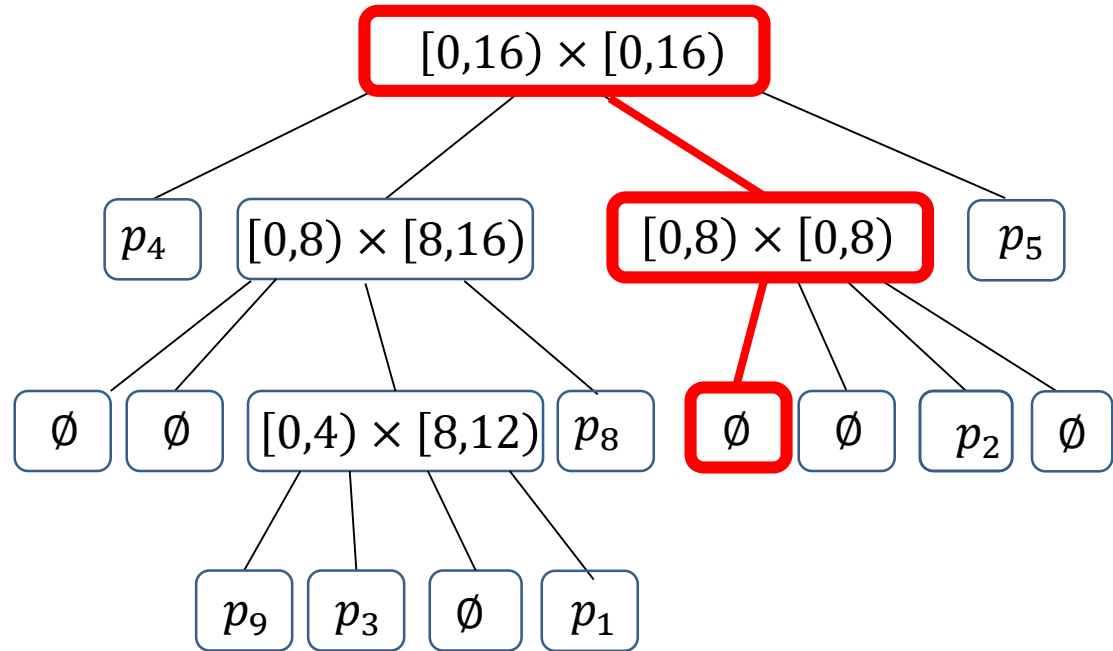 [0,16) × [0,16)
p₄ [0,8) × [8,16) [0,8) × [0,8) p₅
∅ ∅ [0,4) × [8,12) p₈ ∅ ∅ p₂ ∅
p₉ p₃ ∅ p₁